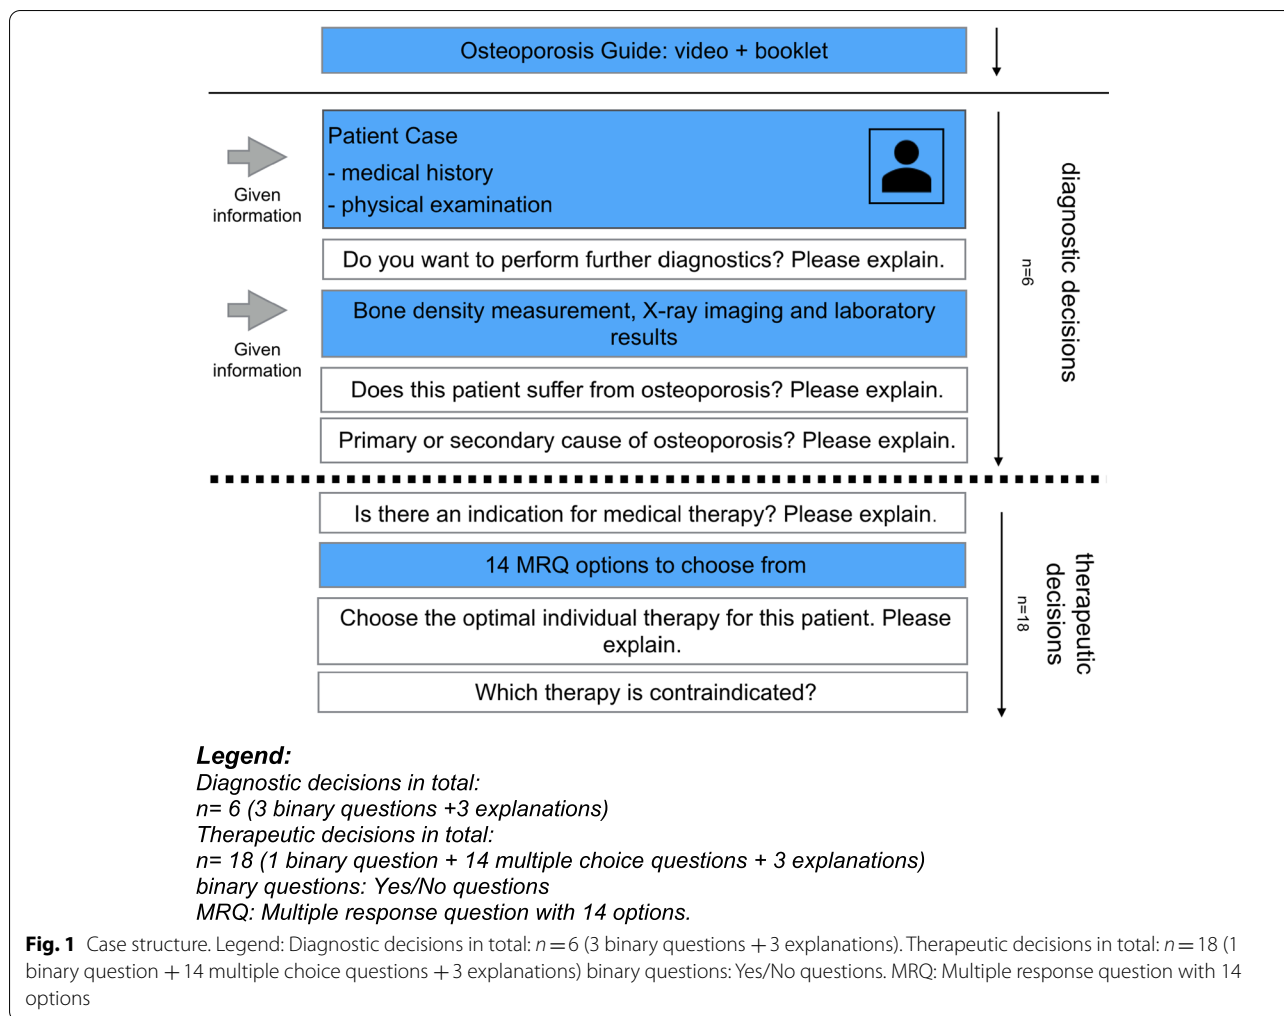 Osteoporosis Guide: video + booklet
Patient Case
- medical history
- physical examination
Given
information
Do you want to perform further diagnostics? Please explain.
Bone density measurement, X-ray imaging and laboratory
results
Given
information
Does this patient suffer from osteoporosis? Please explain.
Primary or secondary cause of osteoporosis? Please explain.
diagnostic decisions
n=6
Is there an indication for medical therapy? Please explain.
14 MRQ options to choose from
Choose the optimal individual therapy for this patient. Please
explain.
Which therapy is contraindicated?
therapeutic
decisions
n=18
Legend:
Diagnostic decisions in total:
n= 6 (3 binary questions +3 explanations)
Therapeutic decisions in total:
n= 18 (1 binary question + 14 multiple choice questions + 3 explanations)
binary questions: Yes/No questions
MRQ: Multiple response question with 14 options.
Fig. 1 Case structure. Legend: Diagnostic decisions in total: n = 6 (3 binary questions + 3 explanations). Therapeutic decisions in total: n = 18 (1
binary question + 14 multiple choice questions + 3 explanations) binary questions: Yes/No questions. MRQ: Multiple response question with 14
options